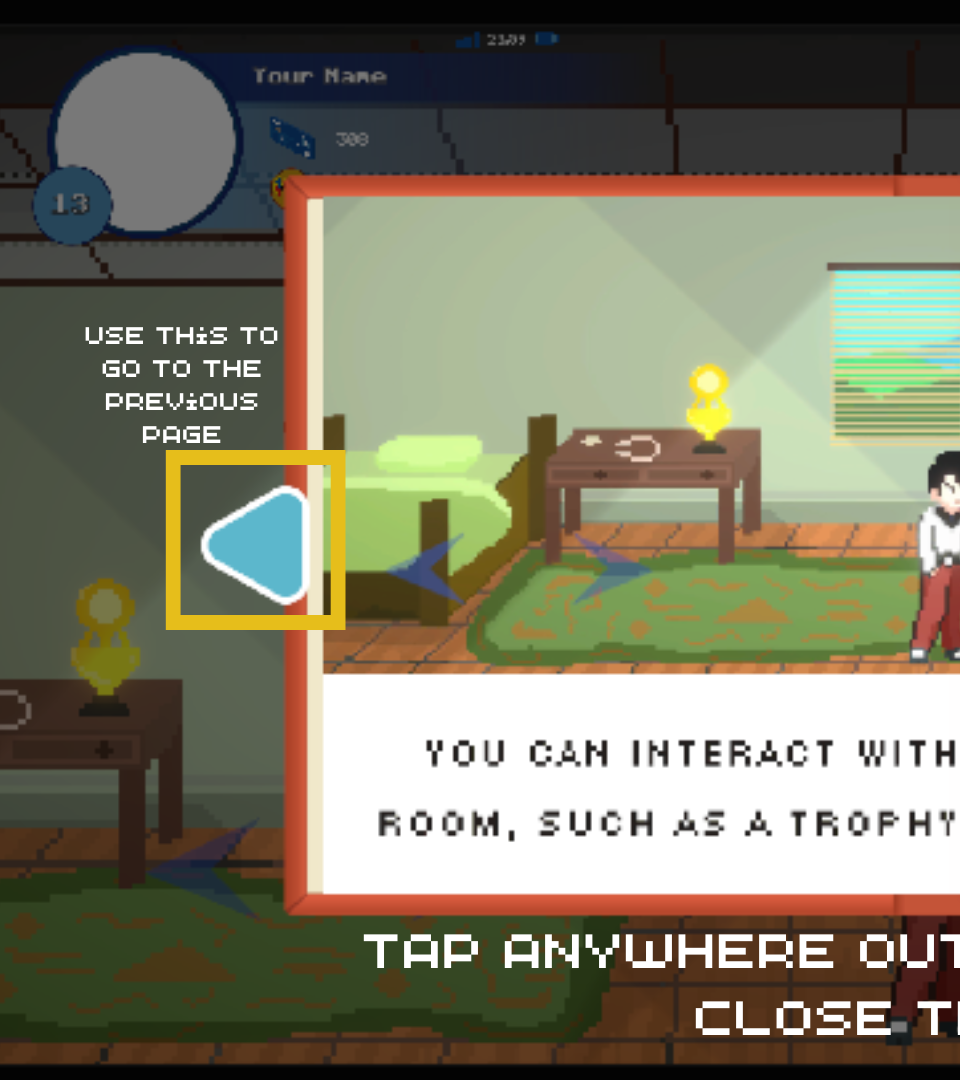 Your Name
308
13
USE THIS TO
GO TO THE
PREVIOUS
PAGE
YOU CAN INTERACT WITH
ROOM, SUCH AS A TROPHY
TAP ANYWHERE OUT
CLOSE T